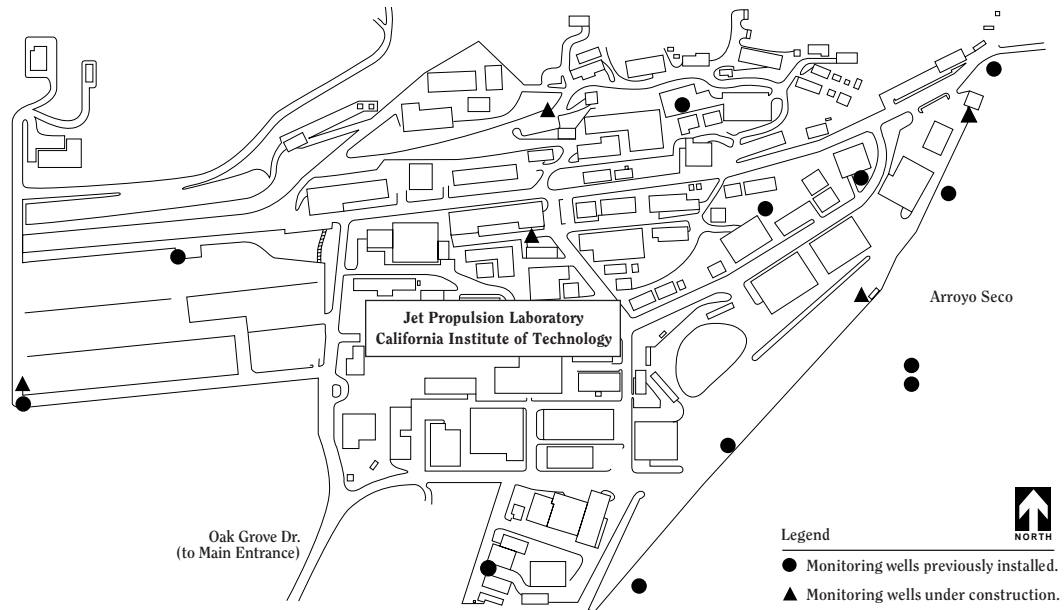 Jet Propulsion Laboratory
California Institute of Technology
Arroyo Seco
Oak Grove Dr.
(to Main Entrance)
NORTH
Legend
Monitoring wells previously installed.
Monitoring wells under construction.